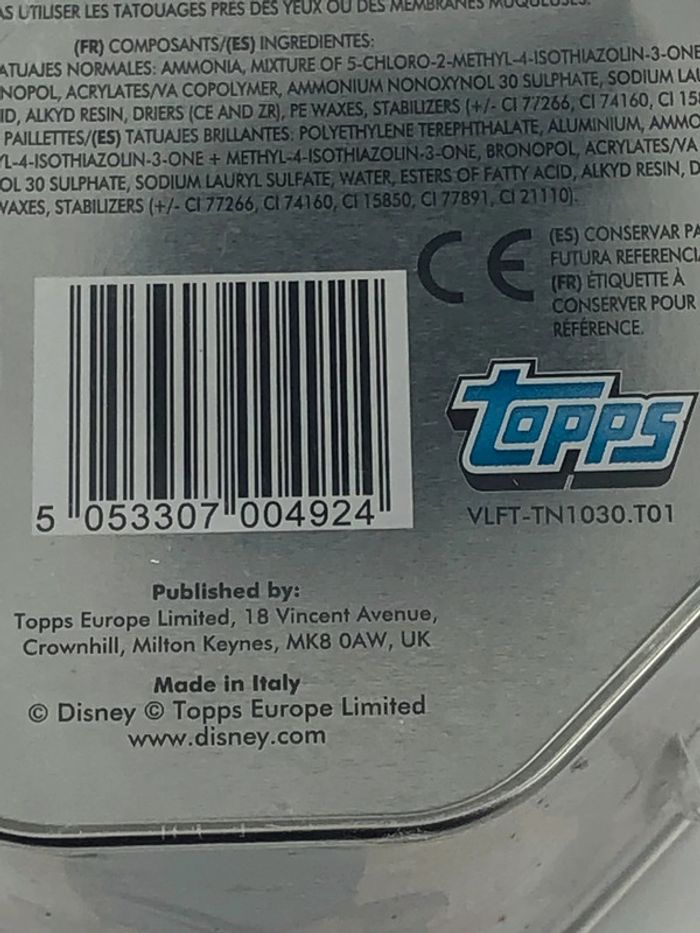 AS UTILISER LES TATOUAGES PRÈS DES YEUX OU DES MEMBRANES MUQUEUSES.
(FR) COMPOSANTS/(ES) INGREDIENTES:
ATUAJES NORMALES: AMMONIA, MIXTURE OF 5-CHLORO-2-METHYL-4-ISOTHIAZOLIN-3-ONE
NOPOL, ACRYLATES/VA COPOLYMER, AMMONIUM NONOXYNOL 30 SULPHATE, SODIUM LAU
ID, ALKYD RESIN, DRIERS (CE AND ZR), PE WAXES, STABILIZERS (+/- CI 77266, CI 74160, CI 15
PAILLETTES/(ES) TATUAJES BRILLANTES: POLYETHYLENE TEREPHTHALATE, ALUMINIUM, AMMO
YL-4-ISOTHIAZOLIN-3-ONE + METHYL-4-ISOTHIAZOLIN-3-ONE, BRONOPOL, ACRYLATES/VA
OL 30 SULPHATE, SODIUM LAURYL SULFATE, WATER, ESTERS OF FATTY ACID, ALKYD RESIN, D
WAXES, STABILIZERS (+/- CI 77266, CI 74160, CI 15850, CI 77891, CI 21110).
CE
(ES) CONSERVAR PA
FUTURA REFERENCIA
(FR) ÉTIQUETTE À
CONSERVER POUR
RÉFÉRENCE.
TOPPS
VLFT-TN1030.T01
5 053307 004924
Published by:
Topps Europe Limited, 18 Vincent Avenue,
Crownhill, Milton Keynes, MK8 0AW, UK
Made in Italy
© Disney © Topps Europe Limited
www.disney.com